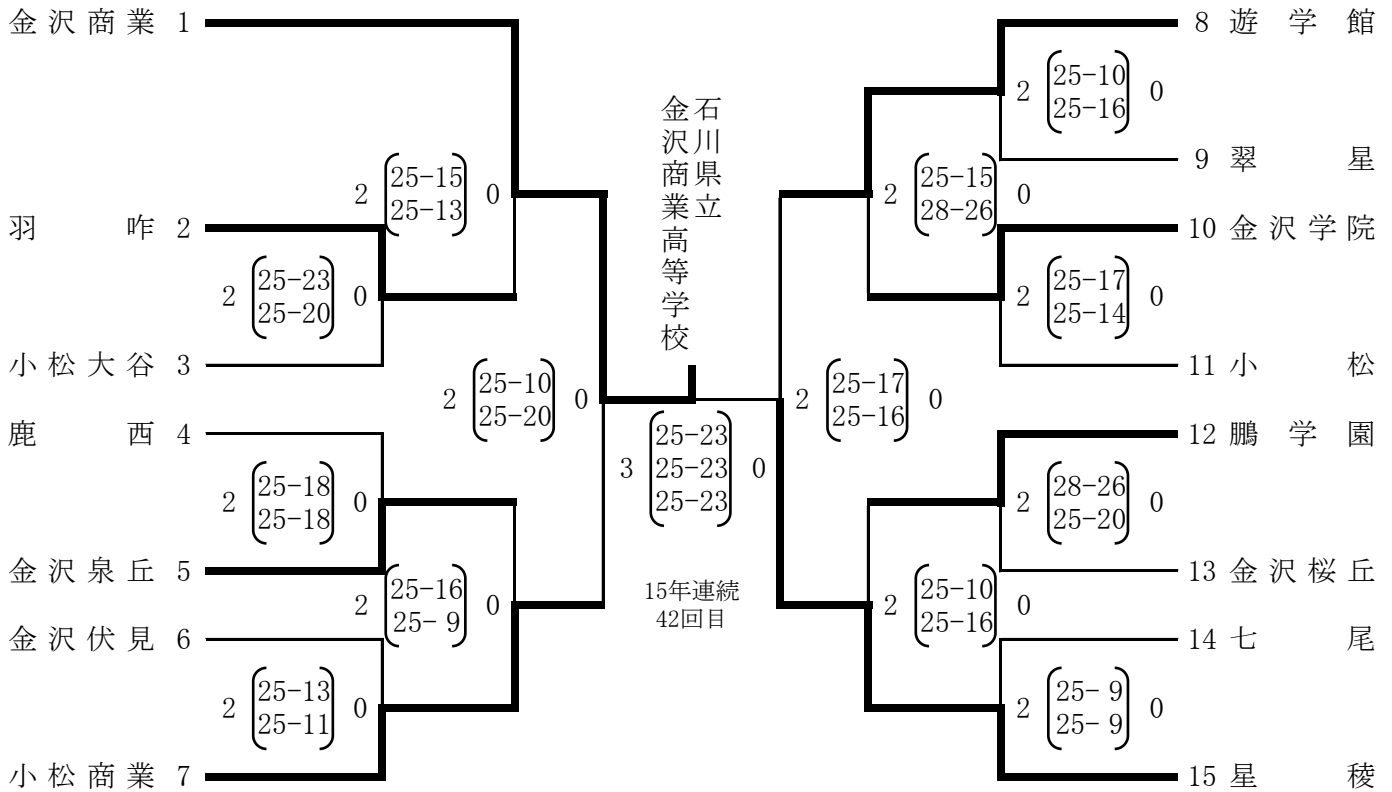 金沢商業 1
羽咋 2
小松大谷 3
鹿西 4
金沢泉丘 5
金沢伏見 6
小松商業 7
2 25-23 0
25-20
2 25-18 0
25-18
2 25-13 0
25-11
2 25-15 0
25-13
2 25-16 0
25- 9
2 25-10 0
25-20
石川県立
金沢商業高等学校
3 25-23 0
25-23
25-23
15年連続
42回目
2 25-17 0
25-16
2 25-15 0
28-26
2 25-10 0
25-16
2 25-10 0
25-16
2 25-17 0
25-14
2 28-26 0
25-20
2 25- 9 0
25- 9
8 遊学館
9 翠星
10 金沢学院
11 小松
12 鵬学園
13 金沢桜丘
14 七尾
15 星稜